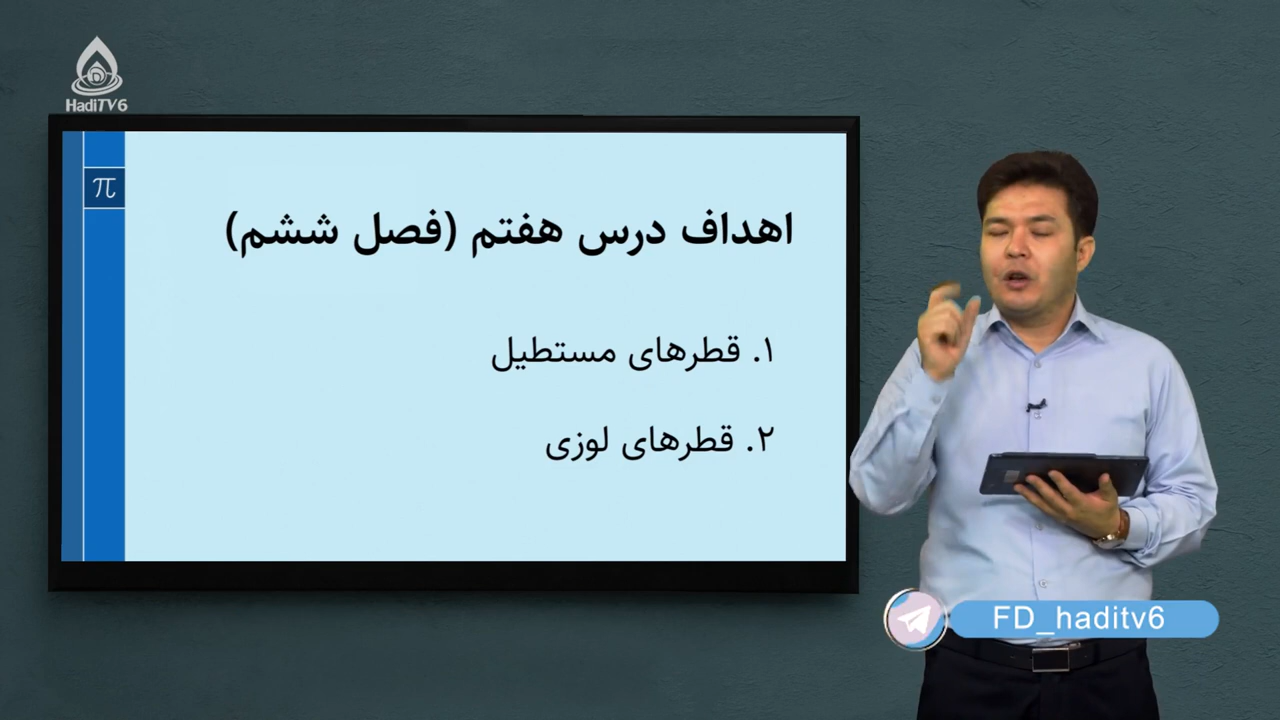 HadiTV6
π
اهداف درس هفتم (فصل ششم)
۱. قطرهای مستطیل
۲. قطرهای لوزی
FD_haditv6